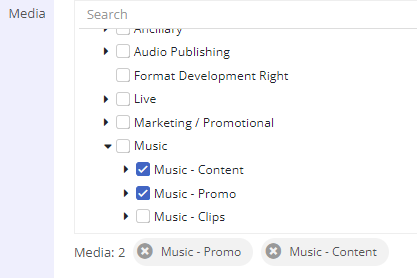 Media
Search
Ancillary
Audio Publishing
Format Development Right
Live
Marketing / Promotional
Music
Music - Content
Music - Promo
Music - Clips
Media: 2 Music - Promo Music - Content